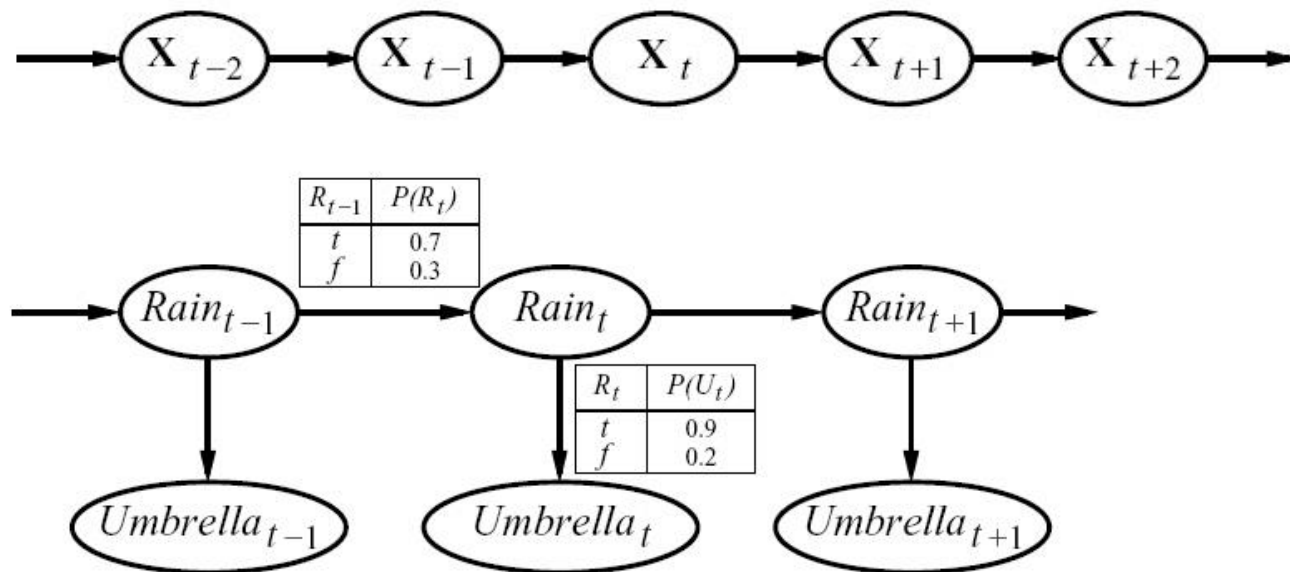 X t−2 X t−1 X t X t+1 X t+2
R t−1 P(R t)
t 0.7
f 0.3
Rain t−1 Rain t Rain t+1
R t P(U t)
t 0.9
f 0.2
Umbrella t−1 Umbrella t Umbrella t+1